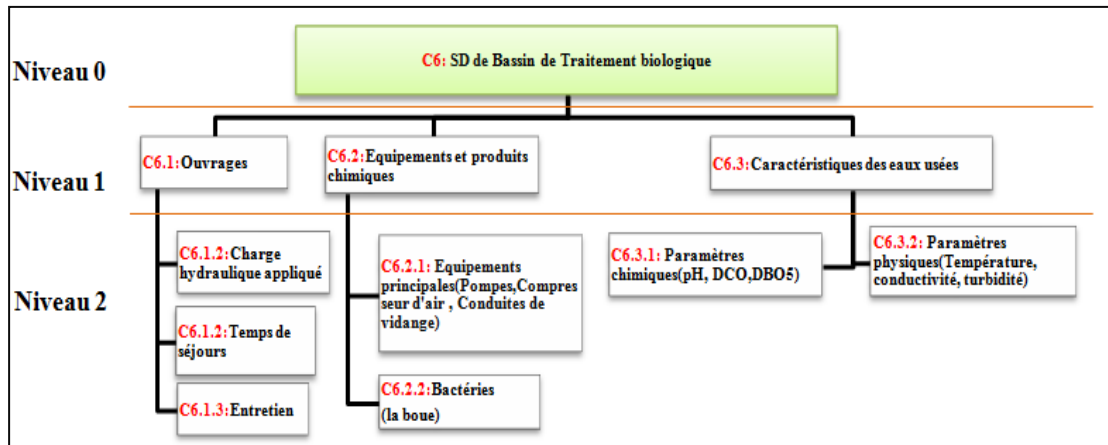 Niveau 0
C6: SD de Bassin de Traitement biologique
Niveau 1
C6.1:Ouvrages
C6.2:Equipements et produits
chimiques
C6.3:Caractéristiques des eaux usées
Niveau 2
C6.1.2:Charge
hydraulique appliqué
C6.1.2:Temps de
séjours
C6.1.3:Entretien
C6.2.1: Equipements
principales(Pompes,Compres
seur d'air , Conduites de
vidange)
C6.2.2:Bactéries
(la boue)
C6.3.1: Paramètres
chimiques(pH, DCO,DBO5)
C6.3.2: Paramètres
physiques(Température,
conductivité, turbidité)